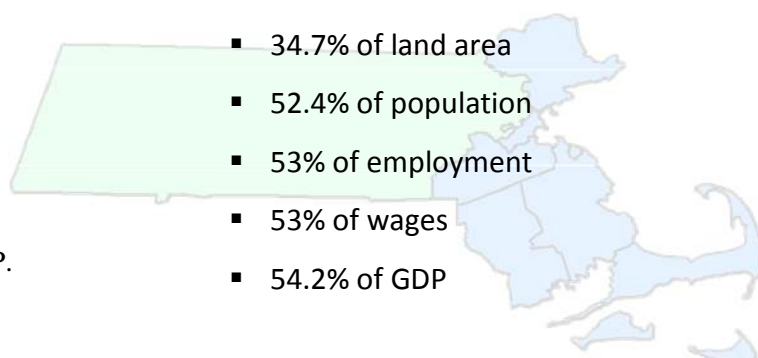 ▪ 34.7% of land area
▪ 52.4% of population
▪ 53% of employment
▪ 53% of wages
P.
▪ 54.2% of GDP